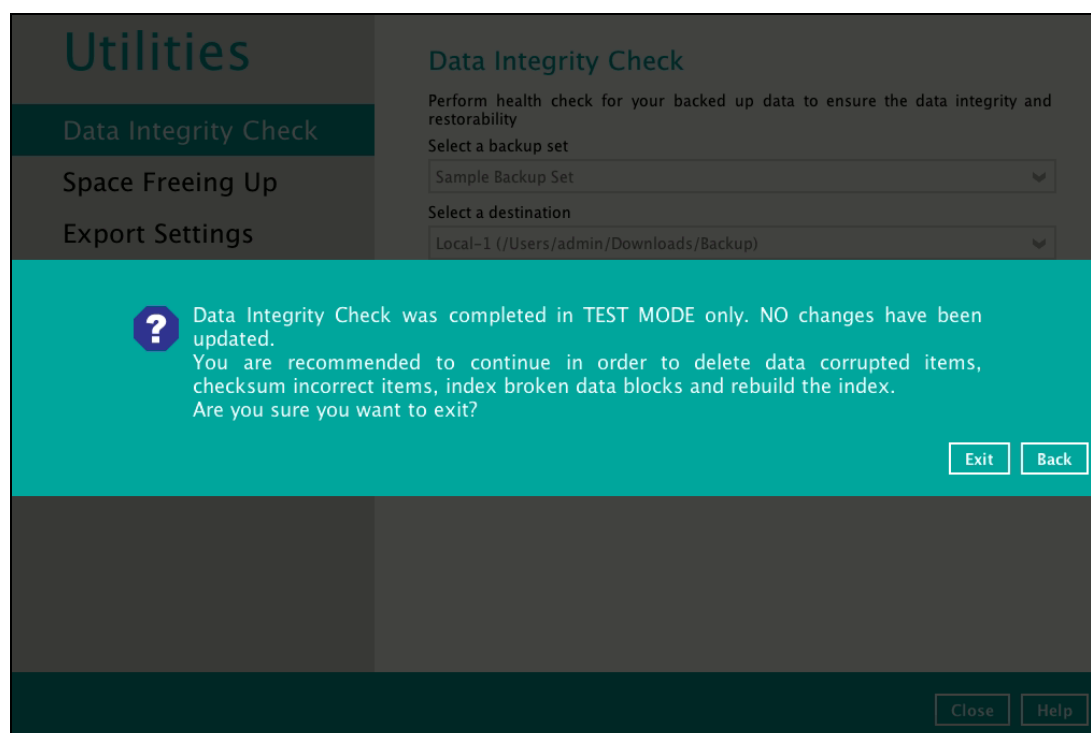 Utilities
Data Integrity Check
Space Freeing Up
Export Settings
Data Integrity Check
Perform health check for your backed up data to ensure the data integrity and
restorability
Select a backup set
Sample Backup Set
Select a destination
Local-1 (/Users/admin/Downloads/Backup)
?
Data Integrity Check was completed in TEST MODE only. NO changes have been
updated.
You are recommended to continue in order to delete data corrupted items,
checksum incorrect items, index broken data blocks and rebuild the index.
Are you sure you want to exit?
Exit Back
Close Help